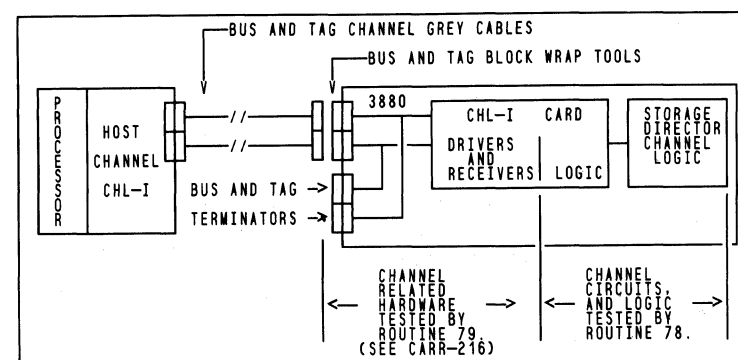 BUS AND TAG CHANNEL GREY CABLES
BUS AND TAG BLOCK WRAP TOOLS
PROCESSOR
HOST
CHANNEL
CHL-I
3880
CHL-I CARD
DRIVERS
AND
RECEIVERS
LOGIC
STORAGE
DIRECTOR
CHANNEL
LOGIC
BUS AND TAG
TERMINATORS
CHANNEL
RELATED
HARDWARE
TESTED BY
ROUTINE 79.
(SEE CARR-216)
CHANNEL
CIRCUITS,
AND LOGIC
TESTED BY
ROUTINE 78.